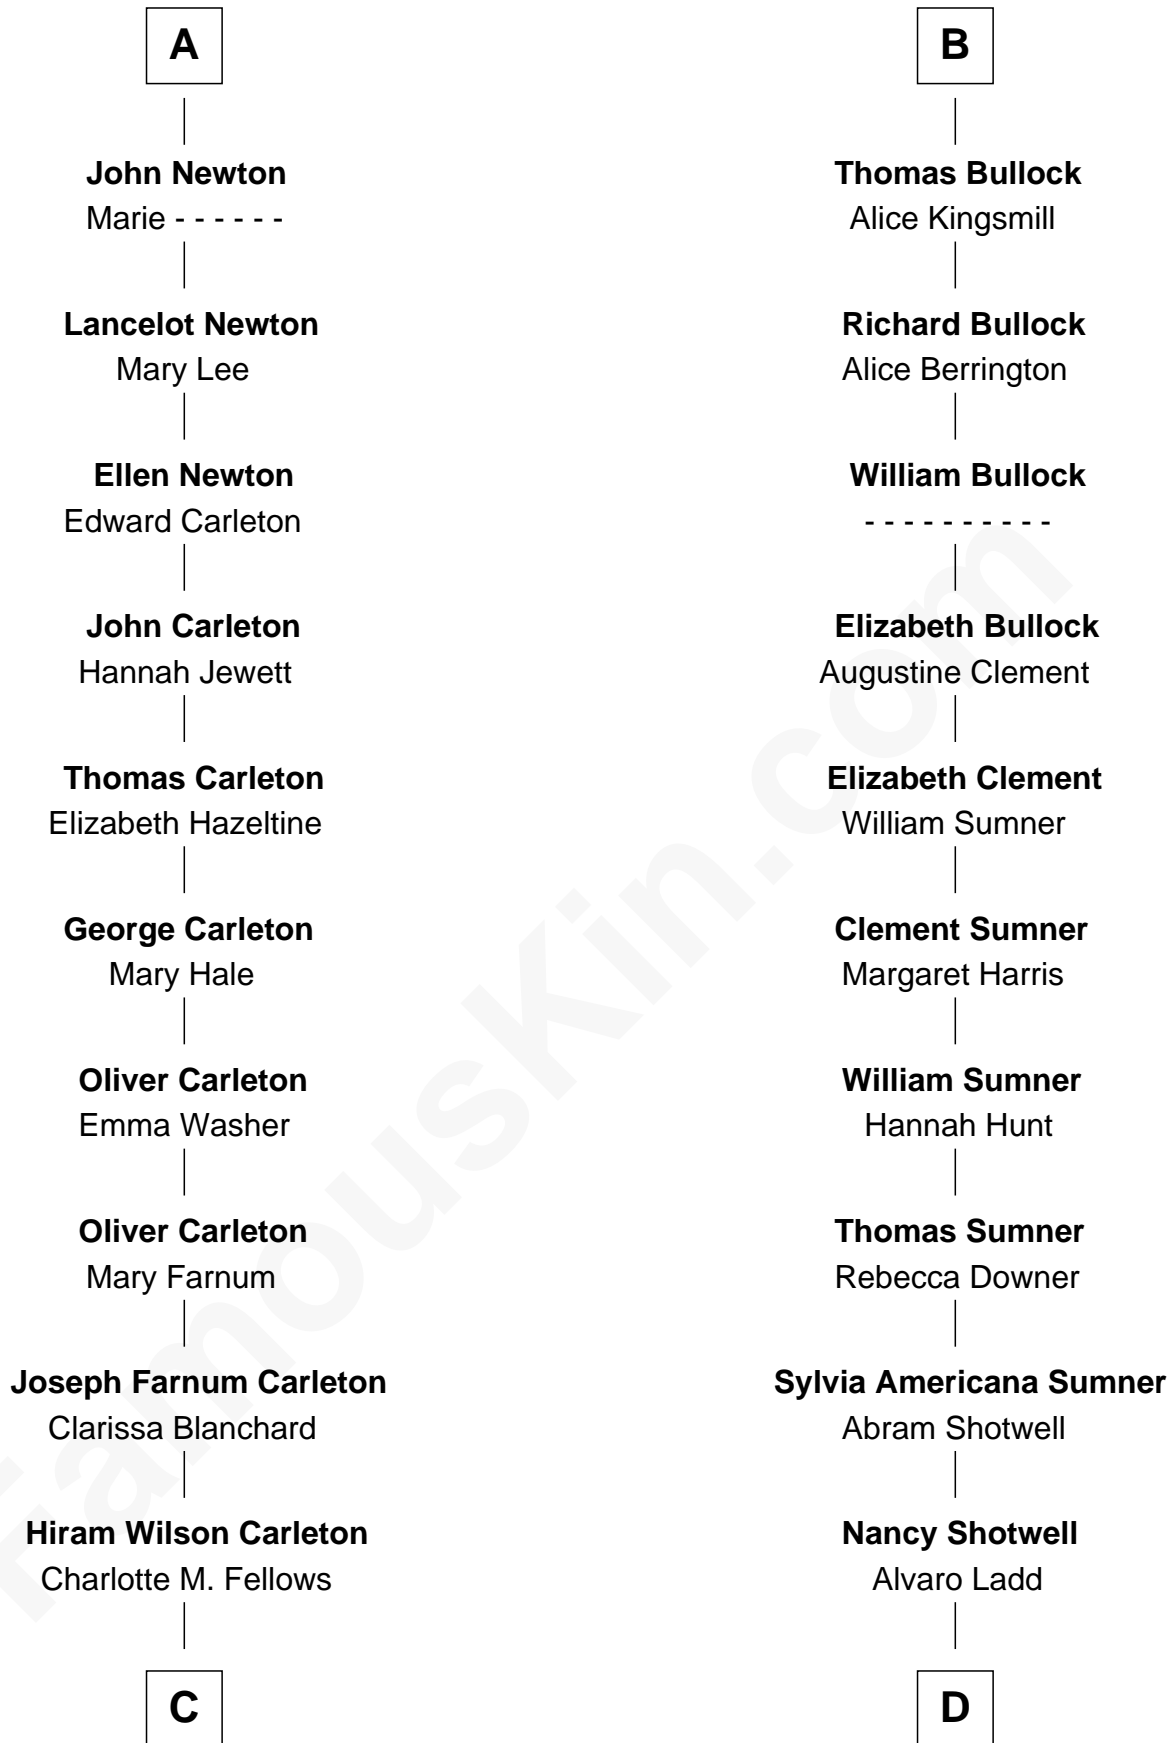 A
John Newton
Marie - - - - - -
Lancelot Newton
Mary Lee
Ellen Newton
Edward Carleton
John Carleton
Hannah Jewett
Thomas Carleton
Elizabeth Hazeltine
George Carleton
Mary Hale
Oliver Carleton
Emma Washer
Oliver Carleton
Mary Farnum
Joseph Farnum Carleton
Clarissa Blanchard
Hiram Wilson Carleton
Charlotte M. Fellows
C
B
Thomas Bullock
Alice Kingsmill
Richard Bullock
Alice Berrington
William Bullock
- - - - - - - - - -
Elizabeth Bullock
Augustine Clement
Elizabeth Clement
William Sumner
Clement Sumner
Margaret Harris
William Sumner
Hannah Hunt
Thomas Sumner
Rebecca Downer
Sylvia Americana Sumner
Abram Shotwell
Nancy Shotwell
Alvaro Ladd
D
FamousKin.com